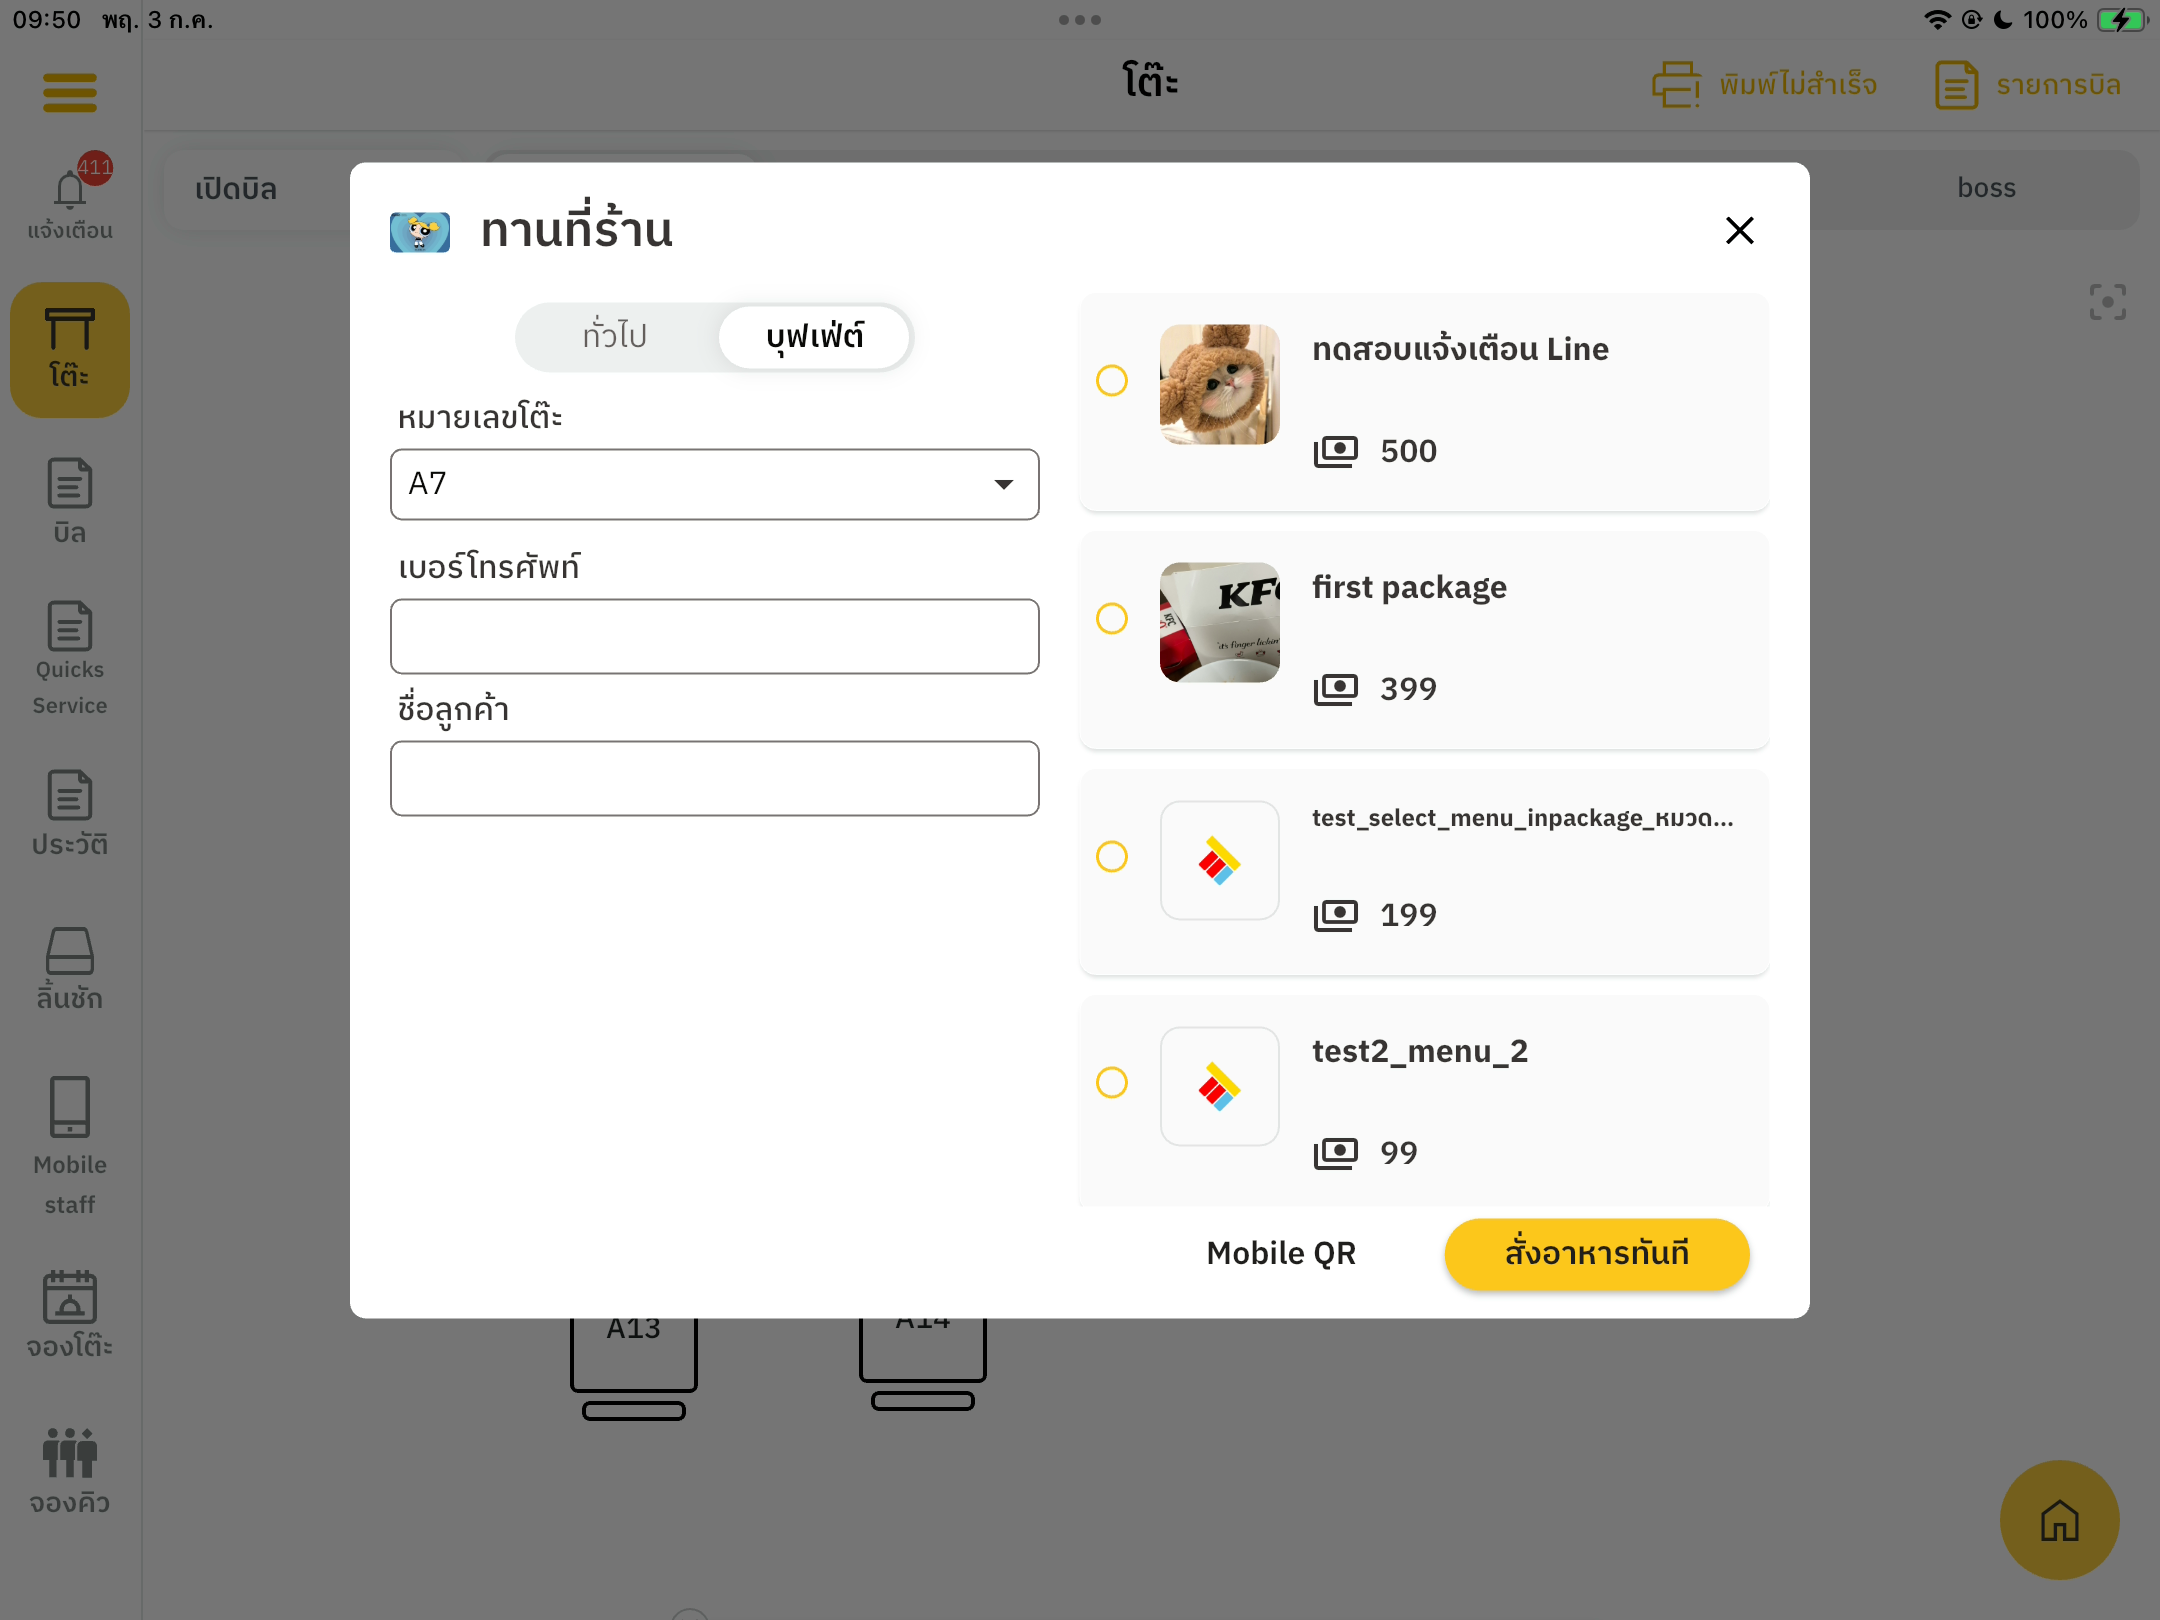 09:50 พฤ. 3 ก.ค.
100%
โต๊ะ
พิมพ์ไม่สำเร็จ
รายการบิล
411
แจ้งเตือน
โต๊ะ
บิล
Quicks
Service
ประวัติ
ลิ้นชัก
Mobile
staff
จองโต๊ะ
จองคิว
เปิดบิล
boss
ทานที่ร้าน
ทั่วไป
บุฟเฟ่ต์
หมายเลขโต๊ะ
A7
เบอร์โทรศัพท์
ชื่อลูกค้า
ทดสอบแจ้งเตือน Line
500
KFC
first package
399
test_select_menu_inpackage_หมวด...
199
test2_menu_2
99
Mobile QR
สั่งอาหารทันที
A13
A14